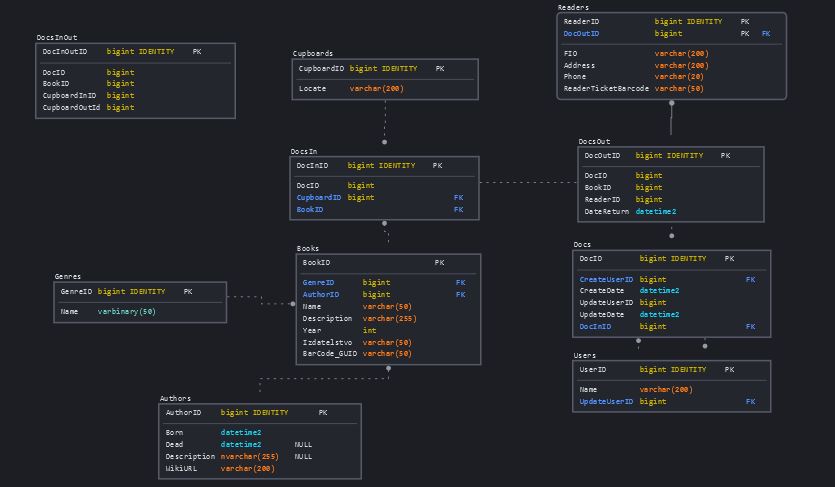 DocsInOut
DocInOutID bigint IDENTITY PK
DocID bigint
BookID bigint
CupboardInID bigint
CupboardOutId bigint
Cupboards
CupboardID bigint IDENTITY PK
Locate varchar(200)
Readers
ReaderID bigint IDENTITY PK
DocOutID bigint PK FK
FIO varchar(200)
Address varchar(200)
Phone varchar(20)
ReaderTicketBarcode varchar(50)
DocsIn
DocInID bigint IDENTITY PK
DocID bigint
CupboardID bigint FK
BookID FK
DocsOut
DocOutID bigint IDENTITY PK
DocID bigint
BookID bigint
ReaderID bigint
DateReturn datetime2
Books
BookID PK
GenreID bigint FK
AuthorID bigint FK
Name varchar(50)
Description varchar(255)
Year int
Izdatelstvo varchar(50)
BarCode_GUID varchar(50)
Docs
DocID bigint IDENTITY PK
CreateUserID bigint FK
CreateDate datetime2
UpdateUserID bigint
UpdateDate datetime2
DocInID bigint FK
Genres
GenreID bigint IDENTITY PK
Name varbinary(50)
Users
UserID bigint IDENTITY PK
Name varchar(200)
UpdateUserID bigint FK
Authors
AuthorID bigint IDENTITY PK
Born datetime2
Dead datetime2 NULL
Description nvarchar(255) NULL
WikiURL varchar(200)